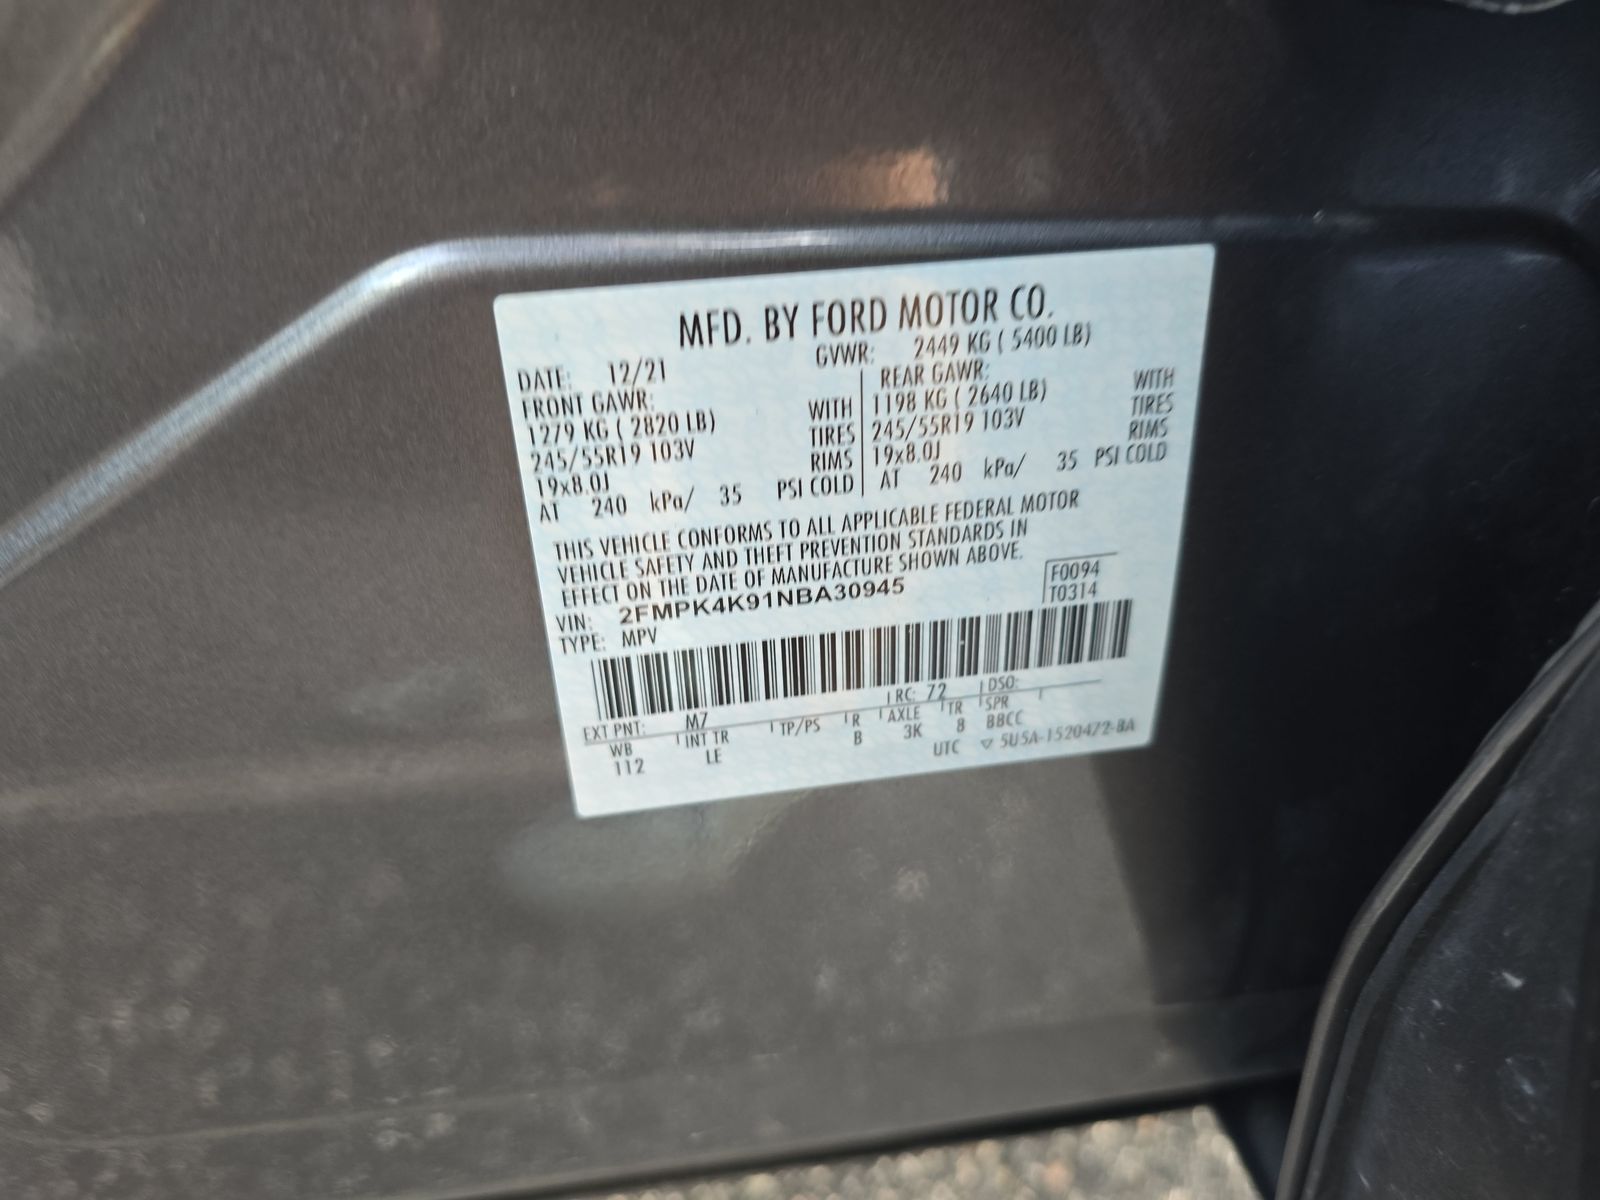 MFD. BY FORD MOTOR CO.
DATE: 12/21 GVWR: 2449 KG ( 5400 LB)
FRONT GAWR: REAR GAWR:
1279 KG ( 2820 LB) WITH 1198 KG ( 2640 LB) WITH
245/55R19 103V TIRES 245/55R19 103V TIRES
19x8.0J RIMS 19x8.0J RIMS
AT 240 kPa/ 35 PSI COLD AT 240 kPa/ 35 PSI COLD
THIS VEHICLE CONFORMS TO ALL APPLICABLE FEDERAL MOTOR
VEHICLE SAFETY AND THEFT PREVENTION STANDARDS IN
EFFECT ON THE DATE OF MANUFACTURE SHOWN ABOVE.
VIN: 2FMPK4K91NBA30945 F0094
TYPE: MPV T0314
EXT PNT: M7 RC: 72 DSO:
WB INT TR TP/PS R AXLE TR SPR
112 LE B 3K 8 BBCC
UTC ▽ 5U5A-1520472-BA